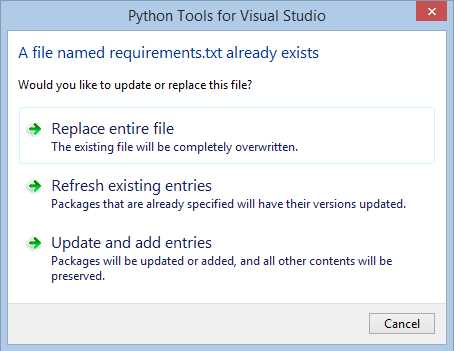 Python Tools for Visual Studio
A file named requirements.txt already exists
Would you like to update or replace this file?
Replace entire file
The existing file will be completely overwritten.
Refresh existing entries
Packages that are already specified will have their versions updated.
Update and add entries
Packages will be updated or added, and all other contents will be
preserved.
Cancel